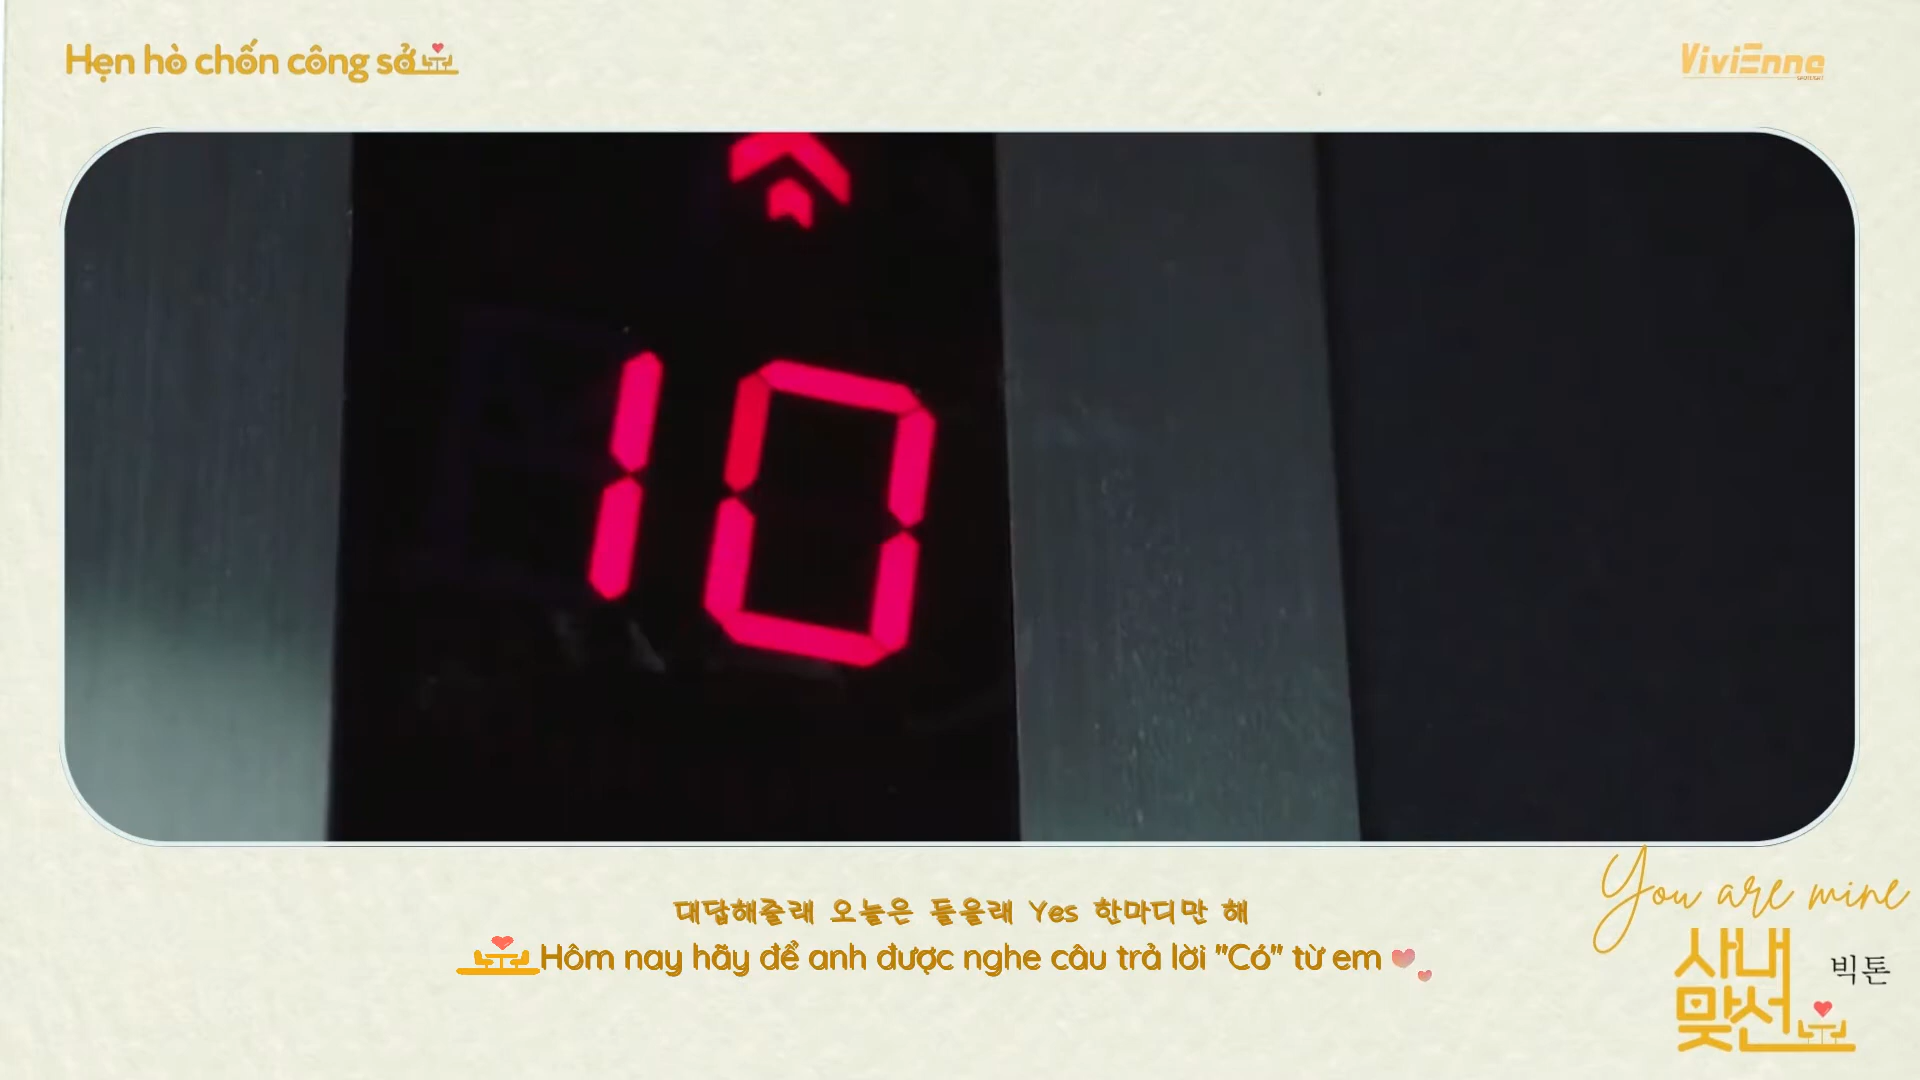 Hẹn hò chốn công sở
ViviEnne
10
대답해줄래 오늘은 들을래 Yes 한마디만 해
Hôm nay hãy để anh được nghe câu trả lời "Có" từ em
You are mine
사내
맞선
빅톤